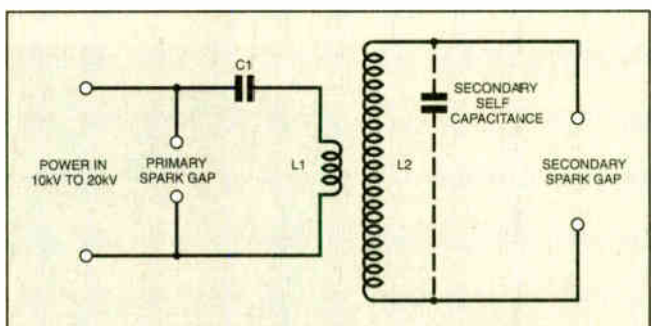 C1
POWER IN
10kV TO 20kV
PRIMARY
SPARK GAP
L1
L2
SECONDARY
SELF
CAPACITANCE
SECONDARY
SPARK GAP